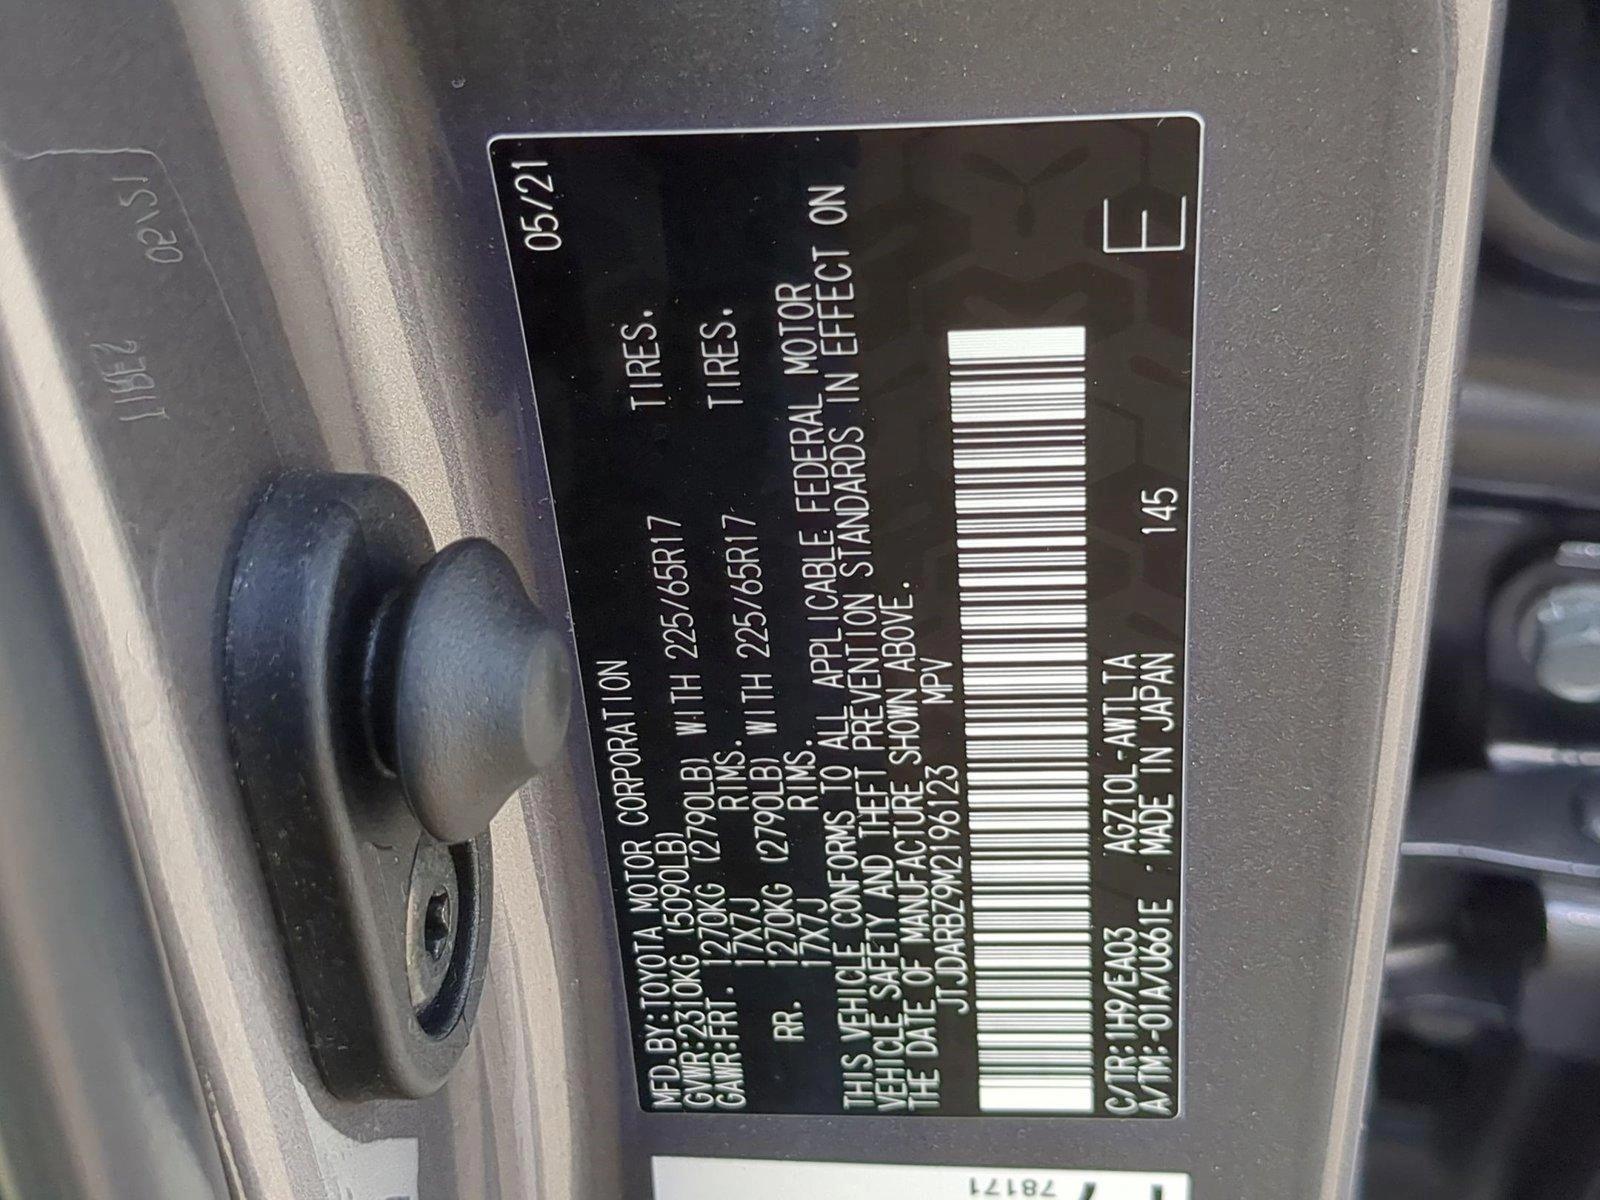 MFD.BY:TOYOTA MOTOR CORPORATION 05/21
GVWR:2310KG (5090LB)
GAWR:FRT. 1270KG (2790LB) WITH 225/65R17 TIRES.
17X7J RIMS.
RR. 1270KG (2790LB) WITH 225/65R17 TIRES.
17X7J RIMS.
THIS VEHICLE CONFORMS TO ALL APPLICABLE FEDERAL MOTOR
VEHICLE SAFETY AND THEFT PREVENTION STANDARDS IN EFFECT ON
THE DATE OF MANUFACTURE SHOWN ABOVE.
JTJDARBZ9M2196123 MPV
C/TR:1H9/EA03 AGZ10L-AWTLTA
A/TM:-01A/U661E · MADE IN JAPAN 145
E
78171